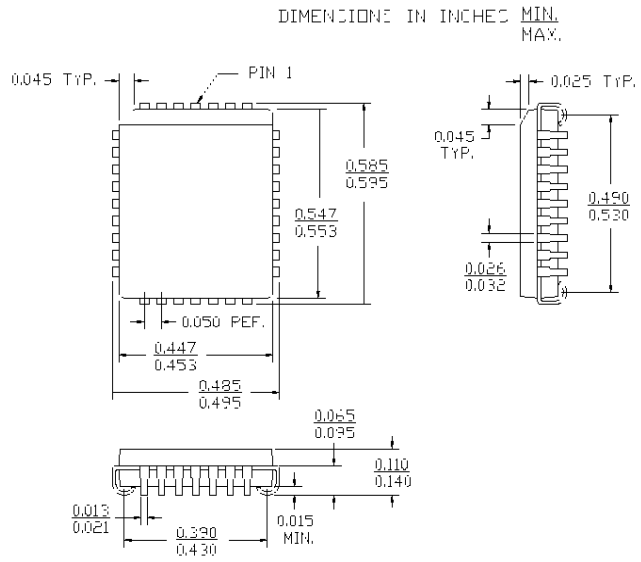 DIMENSIONS IN INCHES MIN.
MAX.
0.045 TYP.
PIN 1
0.025 TYP.
0.045
TYP.
0.585
0.595
0.547
0.553
0.490
0.530
0.026
0.032
0.050 REF.
0.447
0.453
0.485
0.495
0.065
0.095
0.110
0.140
0.013
0.021
0.390
0.430
0.015
MIN.